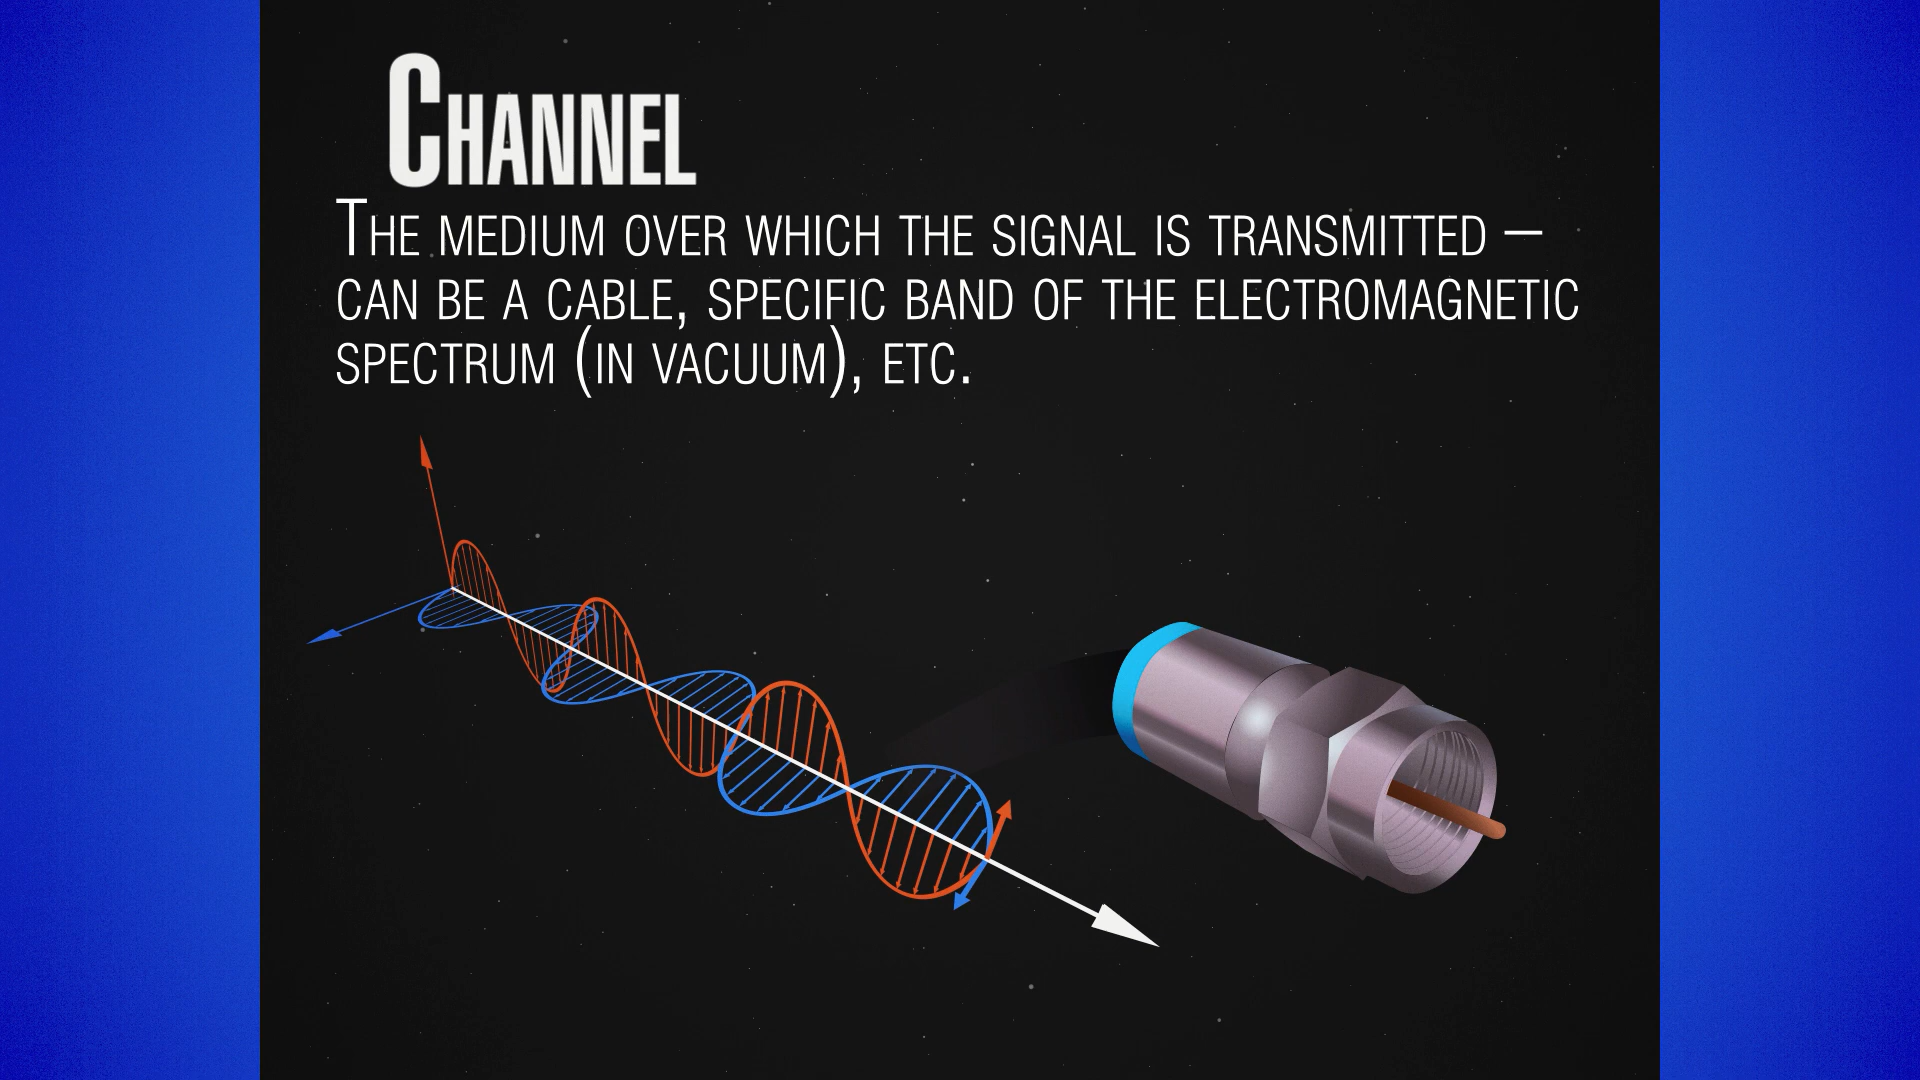 Channel
The medium over which the signal is transmitted –
can be a cable, specific band of the electromagnetic
spectrum (in vacuum), etc.